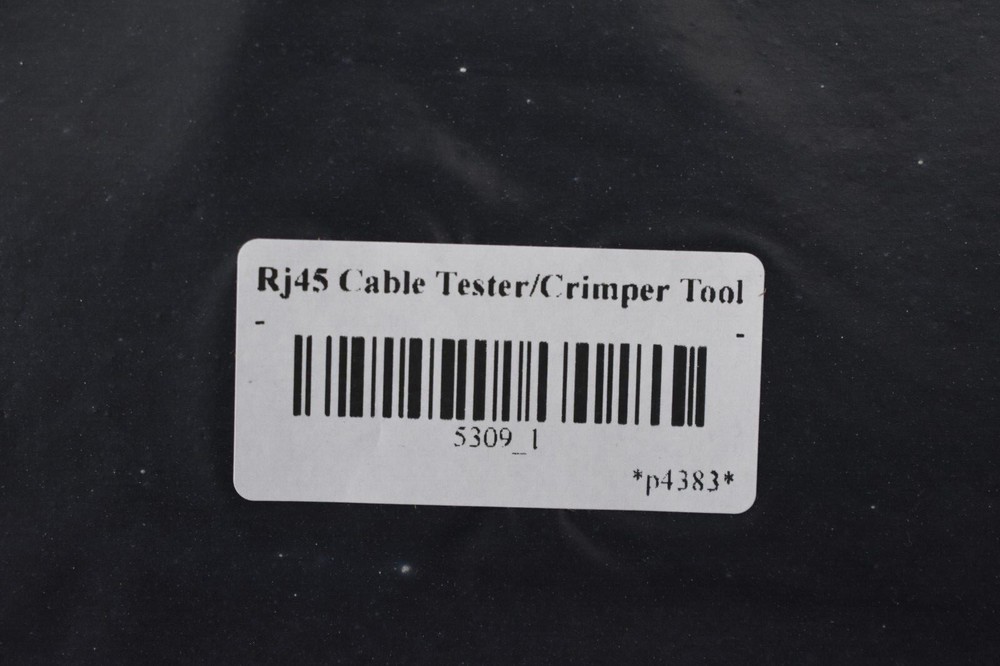 Rj45 Cable Tester/Crimper Tool
- -
5309_1
*p4383*